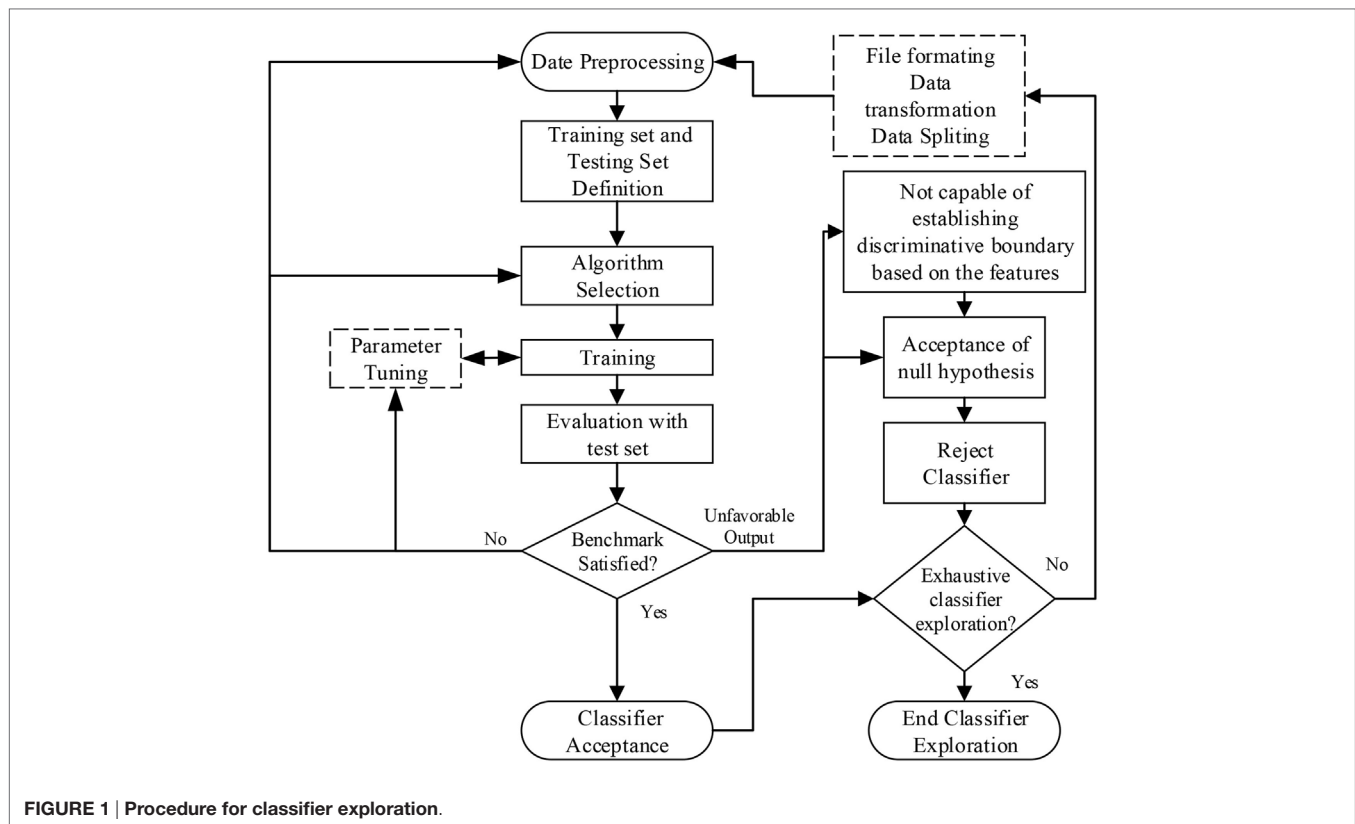 Date Preprocessing
File formating
Data
transformation
Data Spliting
Training set and
Testing Set
Definition
Not capable of
establishing
discriminative boundary
based on the features
Algorithm
Selection
Parameter
Tuning
Training
Acceptance of
null hypothesis
Evaluation with
test set
Reject
Classifier
No
Benchmark
Satisfied?
Unfavorable
Output
Yes
Exhaustive
classifier
exploration?
No
Yes
Classifier
Acceptance
End Classifier
Exploration
FIGURE 1 | Procedure for classifier exploration.